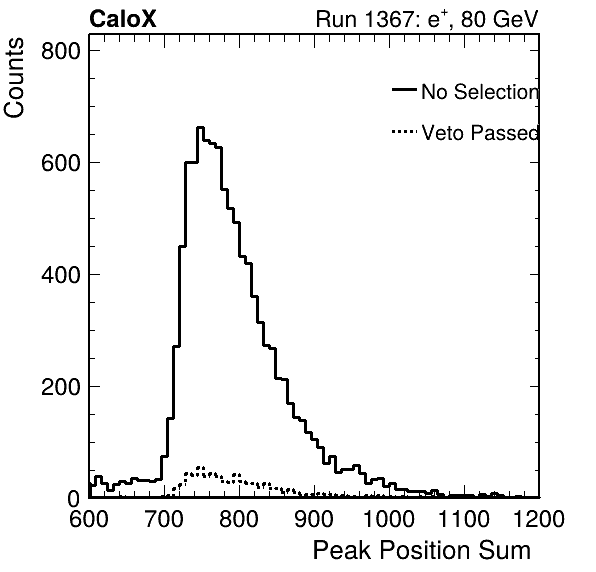 CaloX Run 1367: e⁺, 80 GeV
Counts
800
600
400
200
0
No Selection
Veto Passed
600 700 800 900 1000 1100 1200
Peak Position Sum